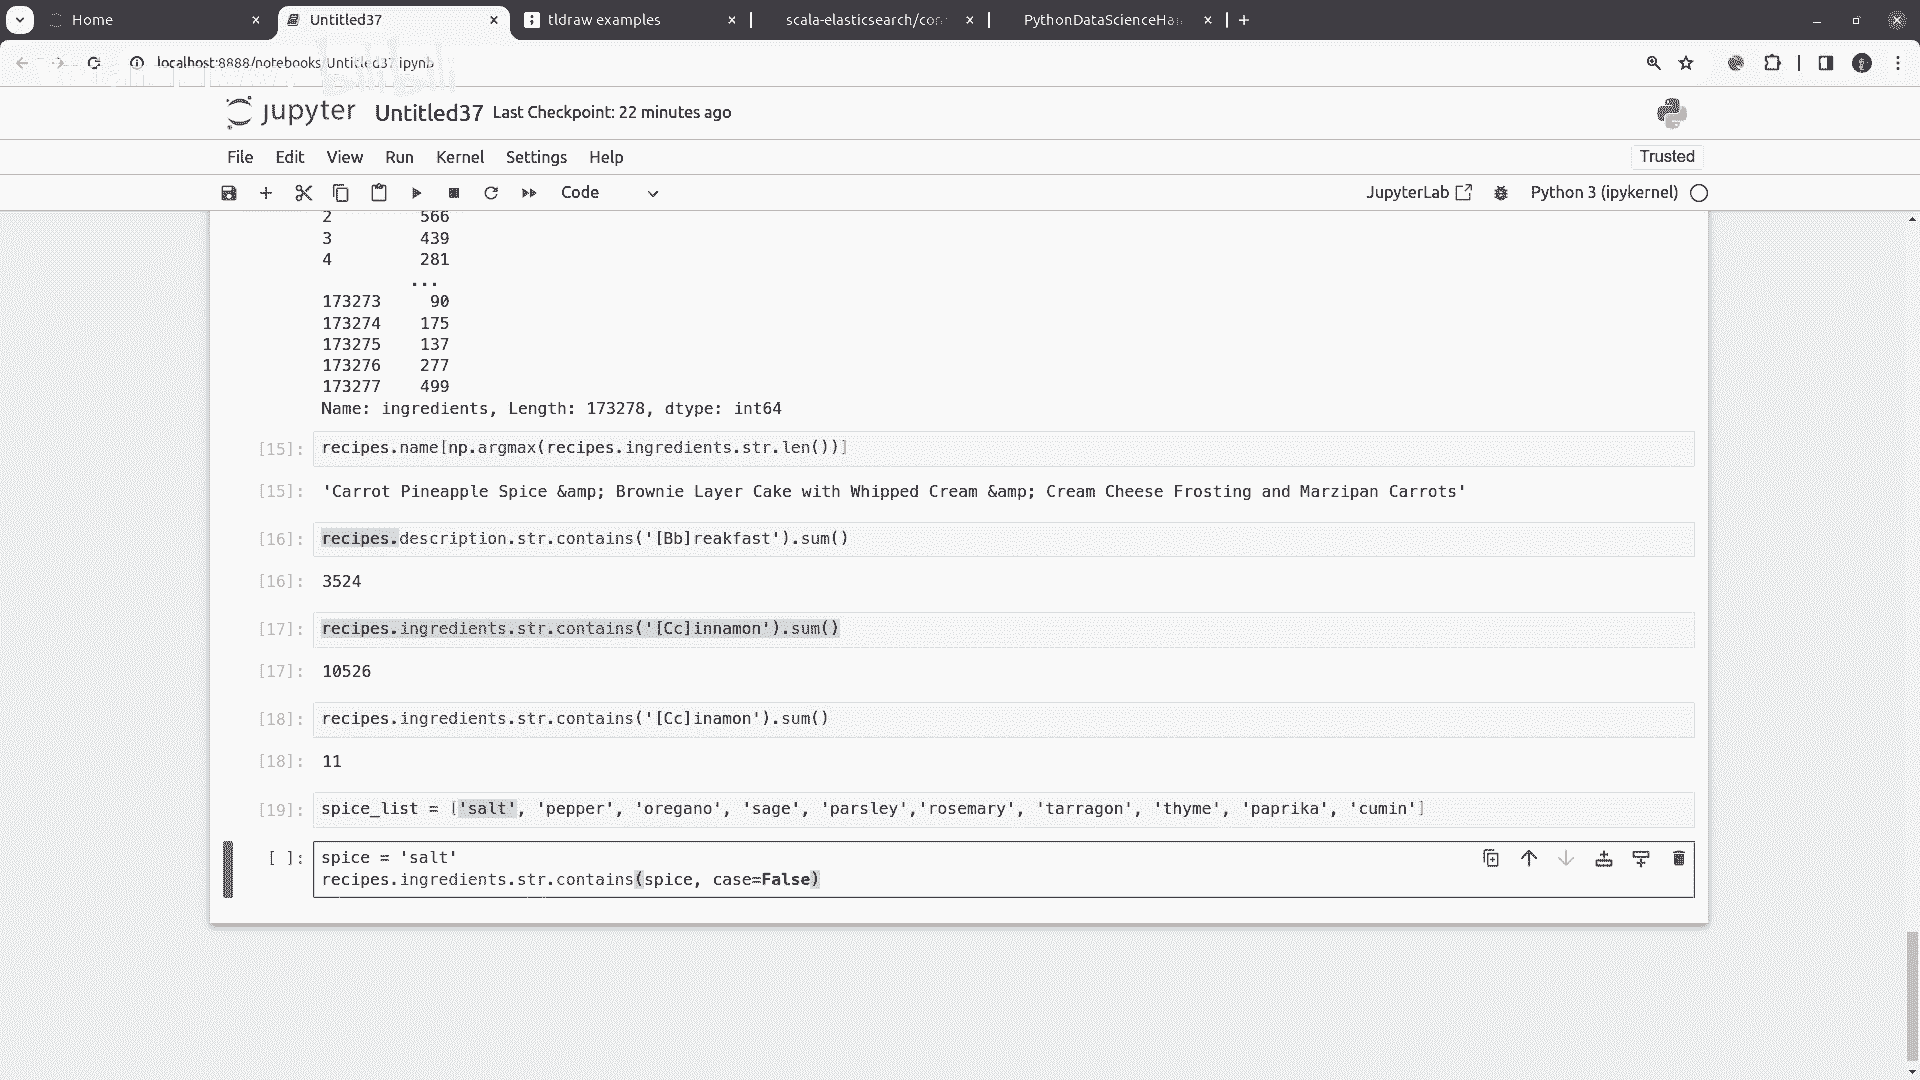 Home
Untitled37
tldraw examples
scala-elasticsearch/con
PythonDataScienceHa
localhost:8888/notebooks/Untitled37.ipynb
jupyter Untitled37 Last Checkpoint: 22 minutes ago
File Edit View Run Kernel Settings Help
Trusted
Code
JupyterLab
Python 3 (ipykernel)
2 566
3 439
4 281
...
173273 90
173274 175
173275 137
173276 277
173277 499
Name: ingredients, Length: 173278, dtype: int64
[15]: recipes.name[np.argmax(recipes.ingredients.str.len())]
[15]: 'Carrot Pineapple Spice &amp; Brownie Layer Cake with Whipped Cream &amp; Cream Cheese Frosting and Marzipan Carrots'
[16]: recipes.description.str.contains('[Bb]reakfast').sum()
[16]: 3524
[17]: recipes.ingredients.str.contains('[Cc]innamon').sum()
[17]: 10526
[18]: recipes.ingredients.str.contains('[Cc]inamon').sum()
[18]: 11
[19]: spice_list = ['salt', 'pepper', 'oregano', 'sage', 'parsley','rosemary', 'tarragon', 'thyme', 'paprika', 'cumin']
[ ]: spice = 'salt'
recipes.ingredients.str.contains(spice, case=False)